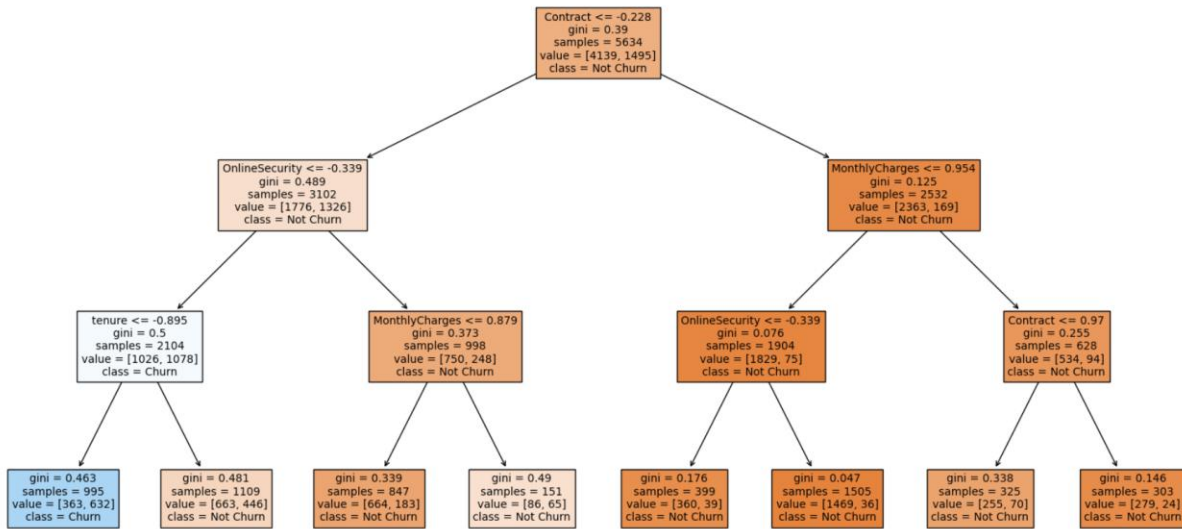 Contract <= -0.228
gini = 0.39
samples = 5634
value = [4139, 1495]
class = Not Churn
OnlineSecurity <= -0.339
gini = 0.489
samples = 3102
value = [1776, 1326]
class = Not Churn
MonthlyCharges <= 0.954
gini = 0.125
samples = 2532
value = [2363, 169]
class = Not Churn
tenure <= -0.895
gini = 0.5
samples = 2104
value = [1026, 1078]
class = Churn
MonthlyCharges <= 0.879
gini = 0.373
samples = 998
value = [750, 248]
class = Not Churn
OnlineSecurity <= -0.339
gini = 0.076
samples = 1904
value = [1829, 75]
class = Not Churn
Contract <= 0.97
gini = 0.255
samples = 628
value = [534, 94]
class = Not Churn
gini = 0.463
samples = 995
value = [363, 632]
class = Churn
gini = 0.481
samples = 1109
value = [663, 446]
class = Not Churn
gini = 0.339
samples = 847
value = [664, 183]
class = Not Churn
gini = 0.49
samples = 151
value = [86, 65]
class = Not Churn
gini = 0.176
samples = 399
value = [360, 39]
class = Not Churn
gini = 0.047
samples = 1505
value = [1469, 36]
class = Not Churn
gini = 0.338
samples = 325
value = [255, 70]
class = Not Churn
gini = 0.146
samples = 303
value = [279, 24]
class = Not Churn